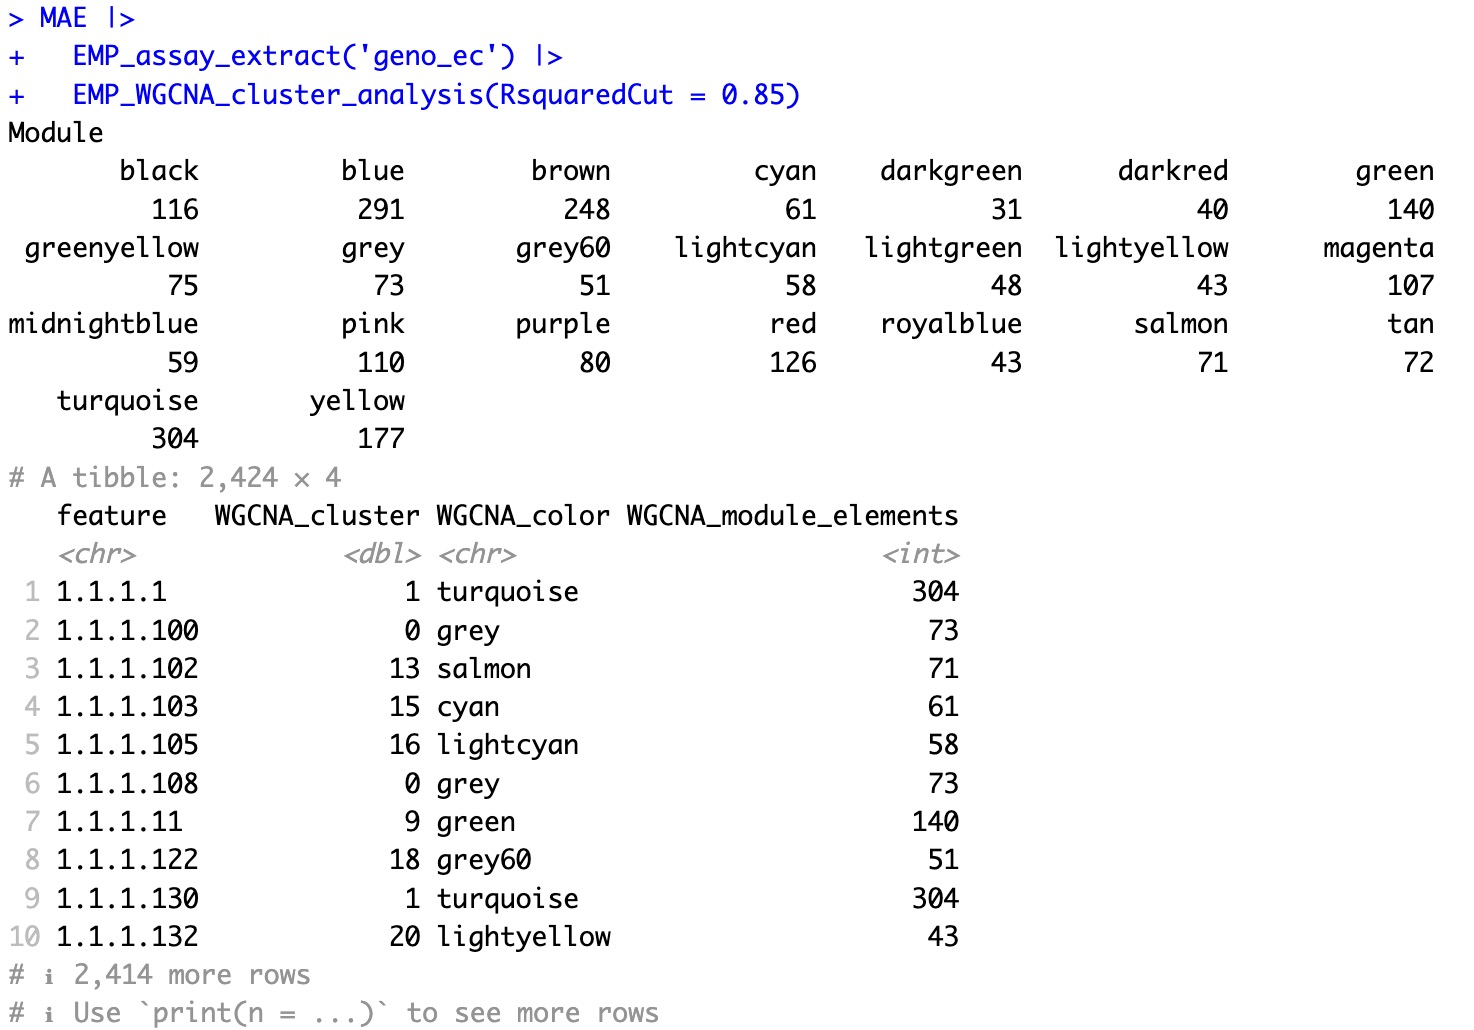 > MAE |>
+   EMP_assay_extract('geno_ec') |>
+   EMP_WGCNA_cluster_analysis(RsquaredCut = 0.85)
Module
       black         blue        brown         cyan    darkgreen      darkred        green
         116          291          248           61           31           40          140
 greenyellow         grey       grey60    lightcyan   lightgreen  lightyellow      magenta
          75           73           51           58           48           43          107
midnightblue         pink       purple          red    royalblue       salmon          tan
          59          110           80          126           43           71           72
   turquoise       yellow
         304          177
# A tibble: 2,424 × 4
   feature   WGCNA_cluster WGCNA_color WGCNA_module_elements
   <chr>             <dbl> <chr>                       <int>
 1 1.1.1.1               1 turquoise                     304
 2 1.1.1.100             0 grey                           73
 3 1.1.1.102            13 salmon                         71
 4 1.1.1.103            15 cyan                           61
 5 1.1.1.105            16 lightcyan                      58
 6 1.1.1.108             0 grey                           73
 7 1.1.1.11              9 green                         140
 8 1.1.1.122            18 grey60                         51
 9 1.1.1.130             1 turquoise                     304
10 1.1.1.132            20 lightyellow                    43
# ℹ 2,414 more rows
# ℹ Use `print(n = ...)` to see more rows